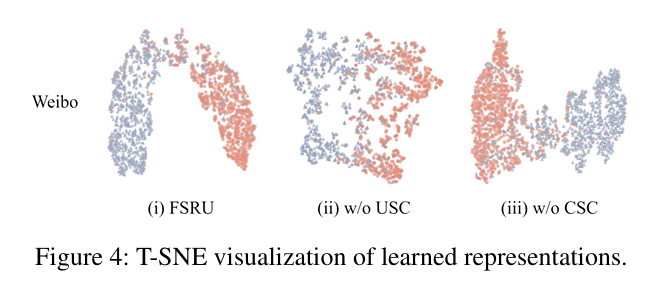 Weibo
(i) FSRU
(ii) w/o USC
(iii) w/o CSC
Figure 4: T-SNE visualization of learned representations.